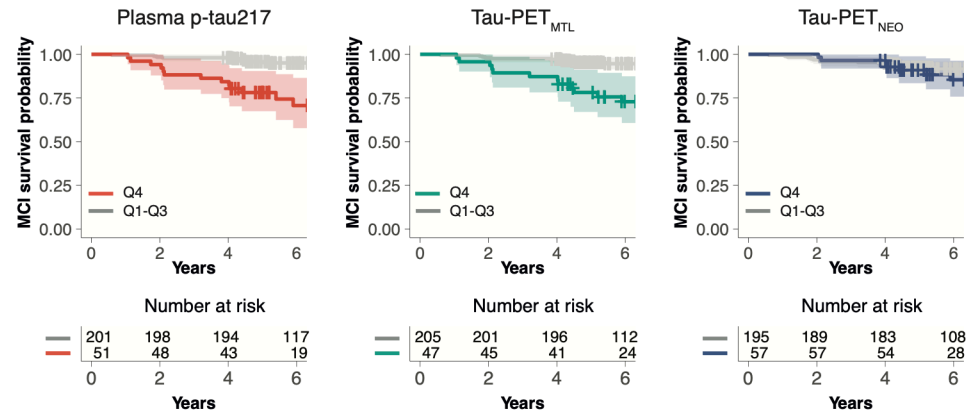 Plasma p-tau217
MCI survival probability
1.00
0.75
0.50
0.25
0.00
Q4
Q1-Q3
0 2 4 6
Years
Number at risk
201 198 194 117
51 48 43 19
0 2 4 6
Years
Tau-PETMTL
MCI survival probability
1.00
0.75
0.50
0.25
0.00
Q4
Q1-Q3
0 2 4 6
Years
Number at risk
205 201 196 112
47 45 41 24
0 2 4 6
Years
Tau-PETNEO
MCI survival probability
1.00
0.75
0.50
0.25
0.00
Q4
Q1-Q3
0 2 4 6
Years
Number at risk
195 189 183 108
57 57 54 28
0 2 4 6
Years